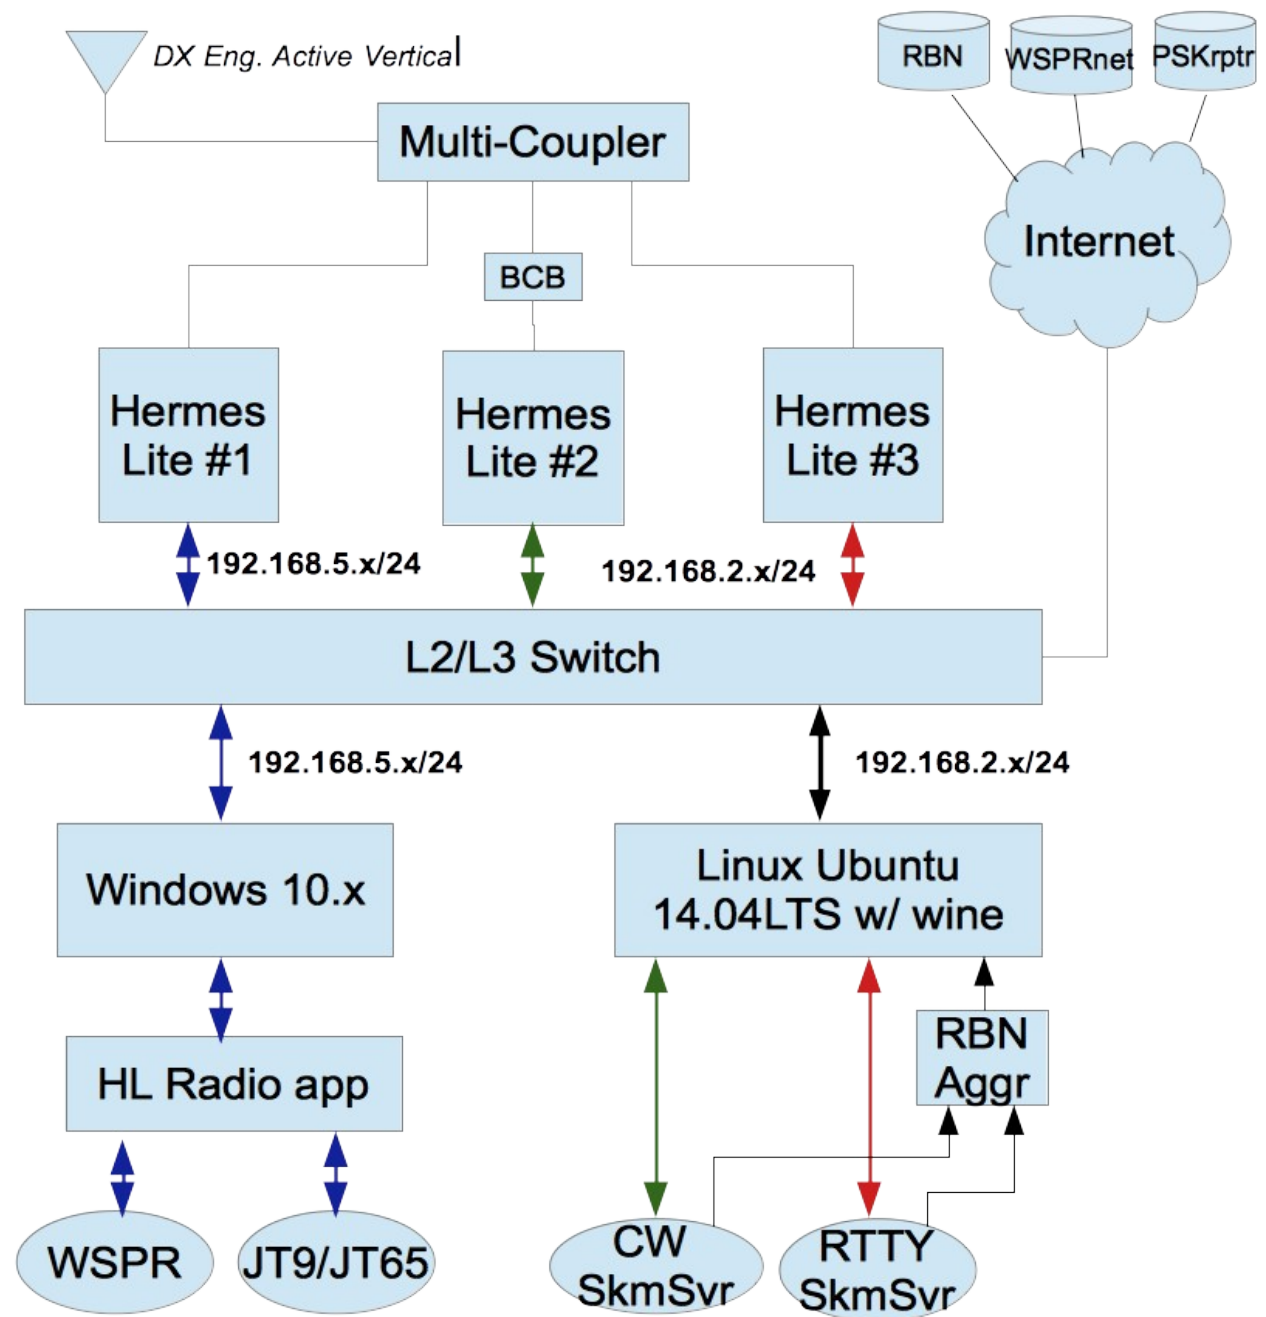 DX Eng. Active Vertical
RBN
WSPRnet
PSKrptr
Multi-Coupler
Internet
BCB
Hermes
Lite #1
Hermes
Lite #2
Hermes
Lite #3
192.168.5.x/24
192.168.2.x/24
L2/L3 Switch
192.168.5.x/24
192.168.2.x/24
Windows 10.x
Linux Ubuntu
14.04LTS w/ wine
HL Radio app
RBN
Aggr
WSPR
JT9/JT65
CW
SkmSvr
RTTY
SkmSvr